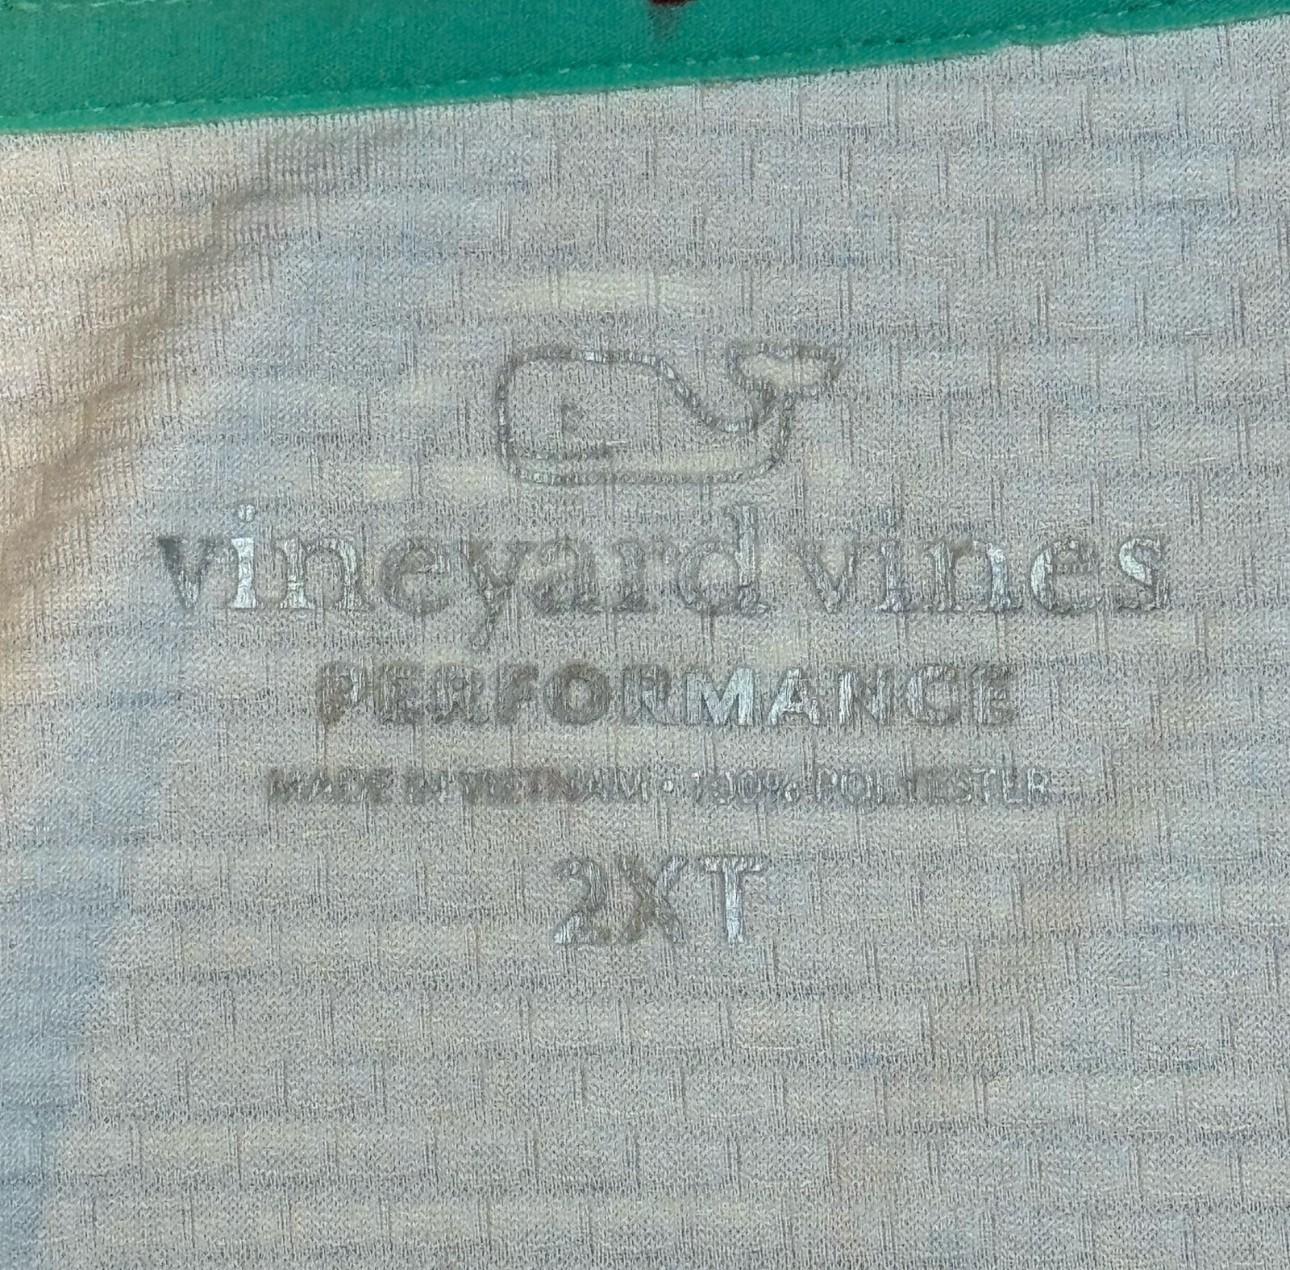 vineyard vines
PERFORMANCE
MADE IN VIETNAM • 100% POLYESTER
2XT